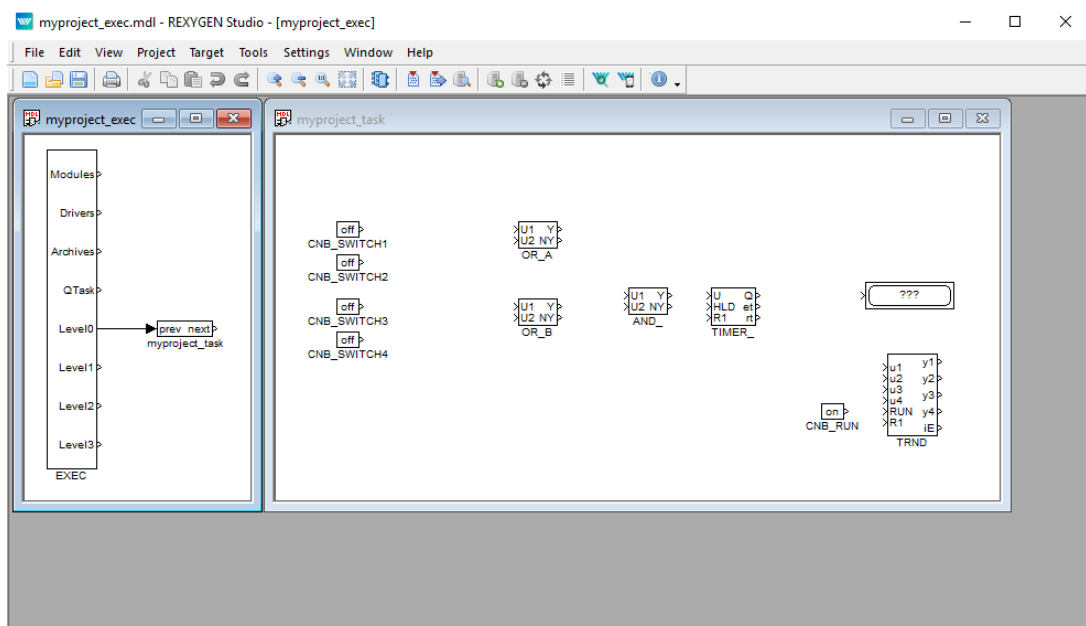 myproject_exec.mdl - REXYGEN Studio - [myproject_exec]
File Edit View Project Target Tools Settings Window Help
myproject_exec
Modules
Drivers
Archives
QTask
Level0
prev next
myproject_task
Level1
Level2
Level3
EXEC
myproject_task
off
CNB_SWITCH1
off
CNB_SWITCH2
off
CNB_SWITCH3
off
CNB_SWITCH4
U1 Y
U2 NY
OR_A
U1 Y
U2 NY
OR_B
U1 Y
U2 NY
AND_
U Q
HLD et
R1 rt
TIMER_
???
on
CNB_RUN
u1 y1
u2 y2
u3 y3
u4
RUN y4
R1 iE
TRND